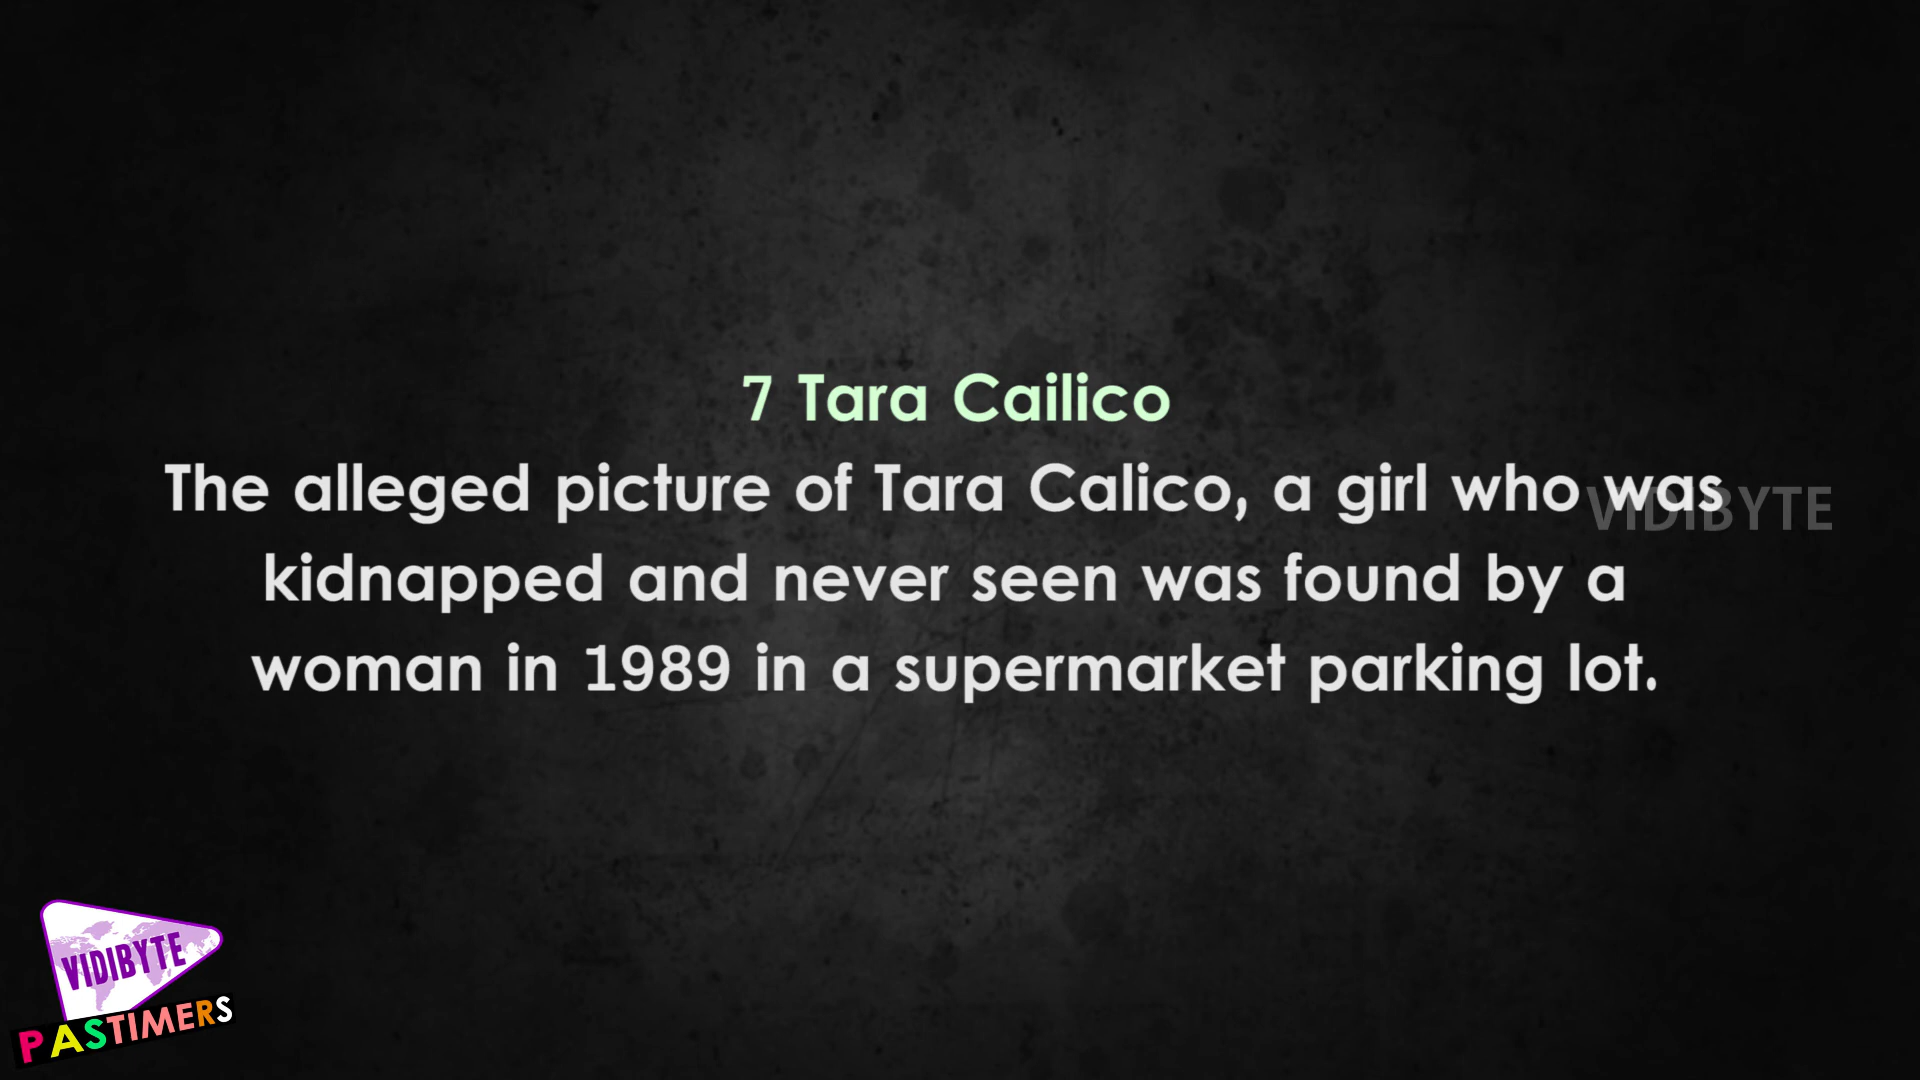 7 Tara Cailico
The alleged picture of Tara Calico, a girl who was
kidnapped and never seen was found by a
woman in 1989 in a supermarket parking lot.
VIDIBYTE
VIDIBYTE
PASTIMERS